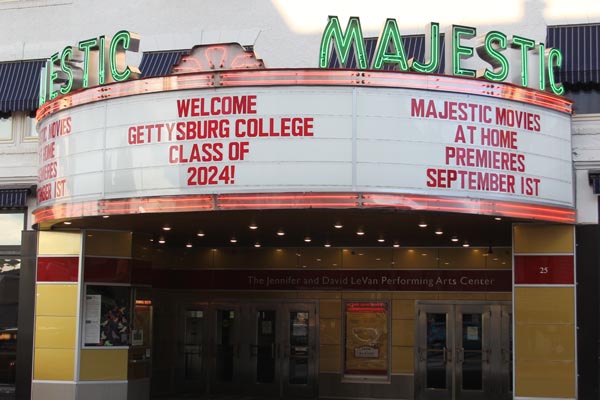 MAJESTIC
MAJESTIC
WELCOME
GETTYSBURG COLLEGE
CLASS OF
2024!
MAJESTIC MOVIES
AT HOME
PREMIERES
SEPTEMBER 1ST
The Jennifer and David LeVan Performing Arts Center
25